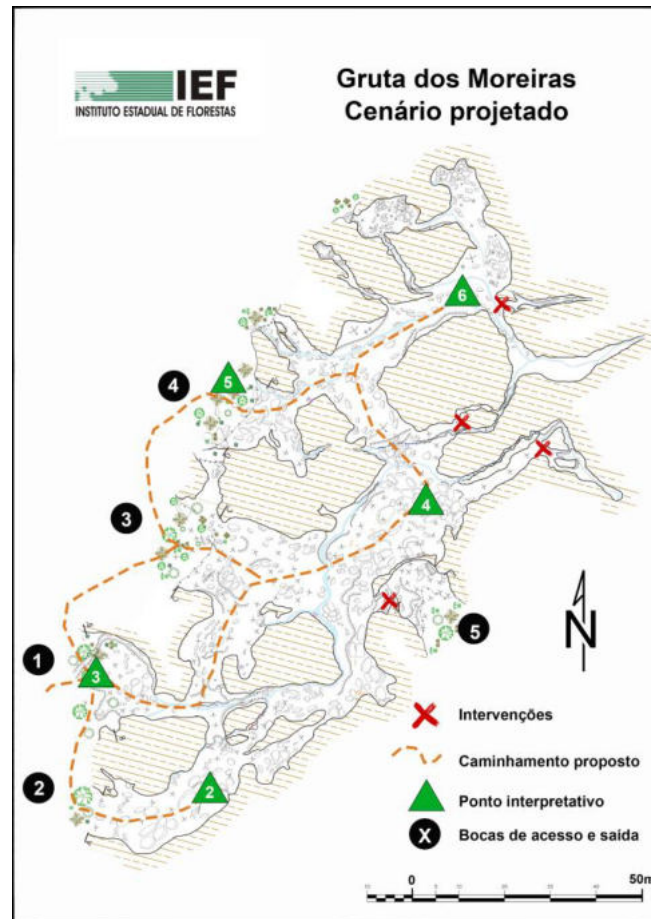 IEF
INSTITUTO ESTADUAL DE FLORESTAS
Gruta dos Moreiras
Cenário projetado
6
4
5
3
4
5
1
3
N
Intervenções
Caminhamento proposto
2
2
Ponto interpretativo
X
Bocas de acesso e saída
0
50m